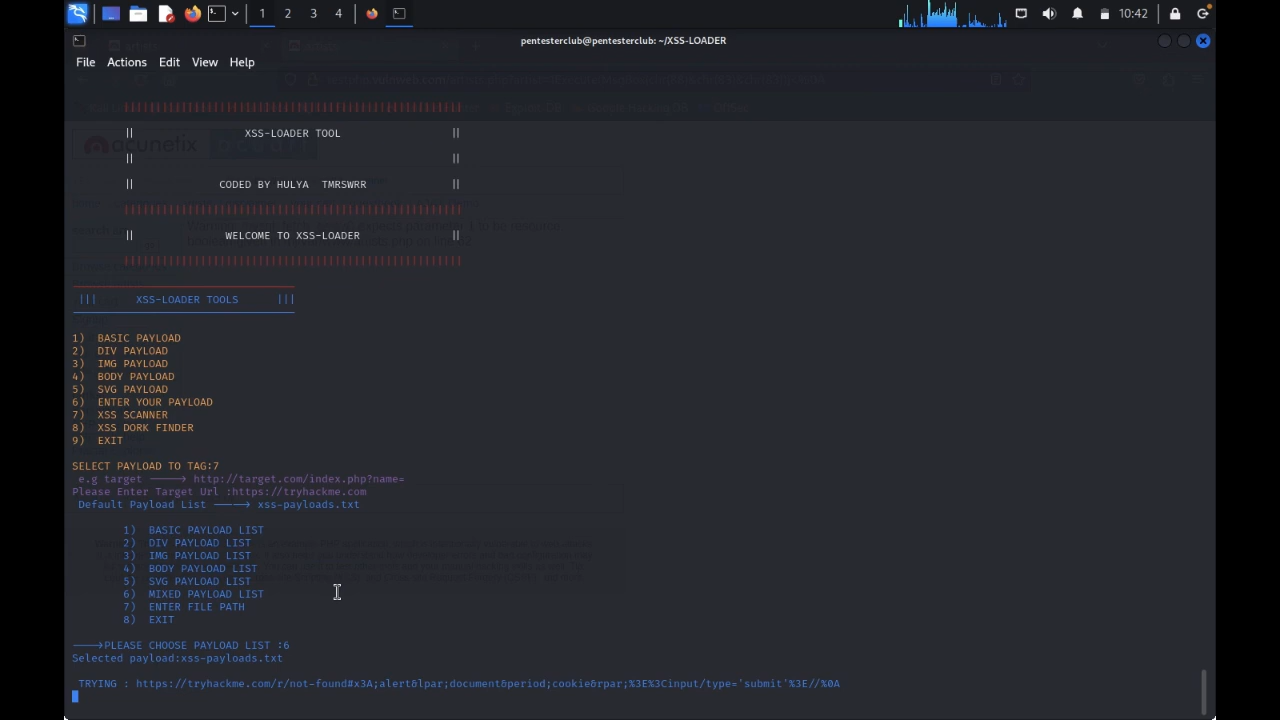 1 2 3 4 10:42
pentesterclub@pentesterclub: ~/XSS-LOADER
File Actions Edit View Help
|| XSS-LOADER TOOL ||
|| ||
|| CODED BY HULYA TMRSWRR ||
|| WELCOME TO XSS-LOADER ||
||| XSS-LOADER TOOLS |||
1) BASIC PAYLOAD
2) DIV PAYLOAD
3) IMG PAYLOAD
4) BODY PAYLOAD
5) SVG PAYLOAD
6) ENTER YOUR PAYLOAD
7) XSS SCANNER
8) XSS DORK FINDER
9) EXIT
SELECT PAYLOAD TO TAG:7
e.g target ────> http://target.com/index.php?name=
Please Enter Target Url :https://tryhackme.com
Default Payload List ────> xss-payloads.txt
1) BASIC PAYLOAD LIST
2) DIV PAYLOAD LIST
3) IMG PAYLOAD LIST
4) BODY PAYLOAD LIST
5) SVG PAYLOAD LIST
6) MIXED PAYLOAD LIST
7) ENTER FILE PATH
8) EXIT
───>PLEASE CHOOSE PAYLOAD LIST :6
Selected payload:xss-payloads.txt
TRYING : https://tryhackme.com/r/not-found#x3A;alert&lpar;document&period;cookie&rpar;%3E%3Cinput/type='submit'%3E//%0A